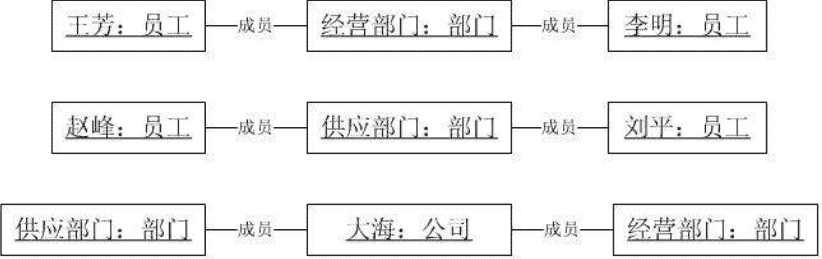 王芳：员工 成员 经营部门：部门 成员 李明：员工
赵峰：员工 成员 供应部门：部门 成员 刘平：员工
供应部门：部门 成员 大海：公司 成员 经营部门：部门